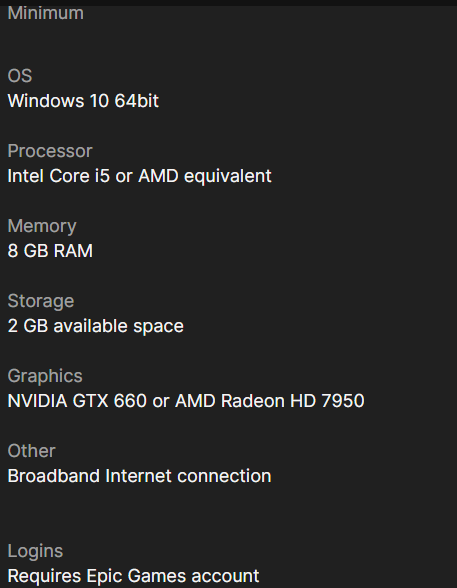 Minimum
OS
Windows 10 64bit
Processor
Intel Core i5 or AMD equivalent
Memory
8 GB RAM
Storage
2 GB available space
Graphics
NVIDIA GTX 660 or AMD Radeon HD 7950
Other
Broadband Internet connection
Logins
Requires Epic Games account